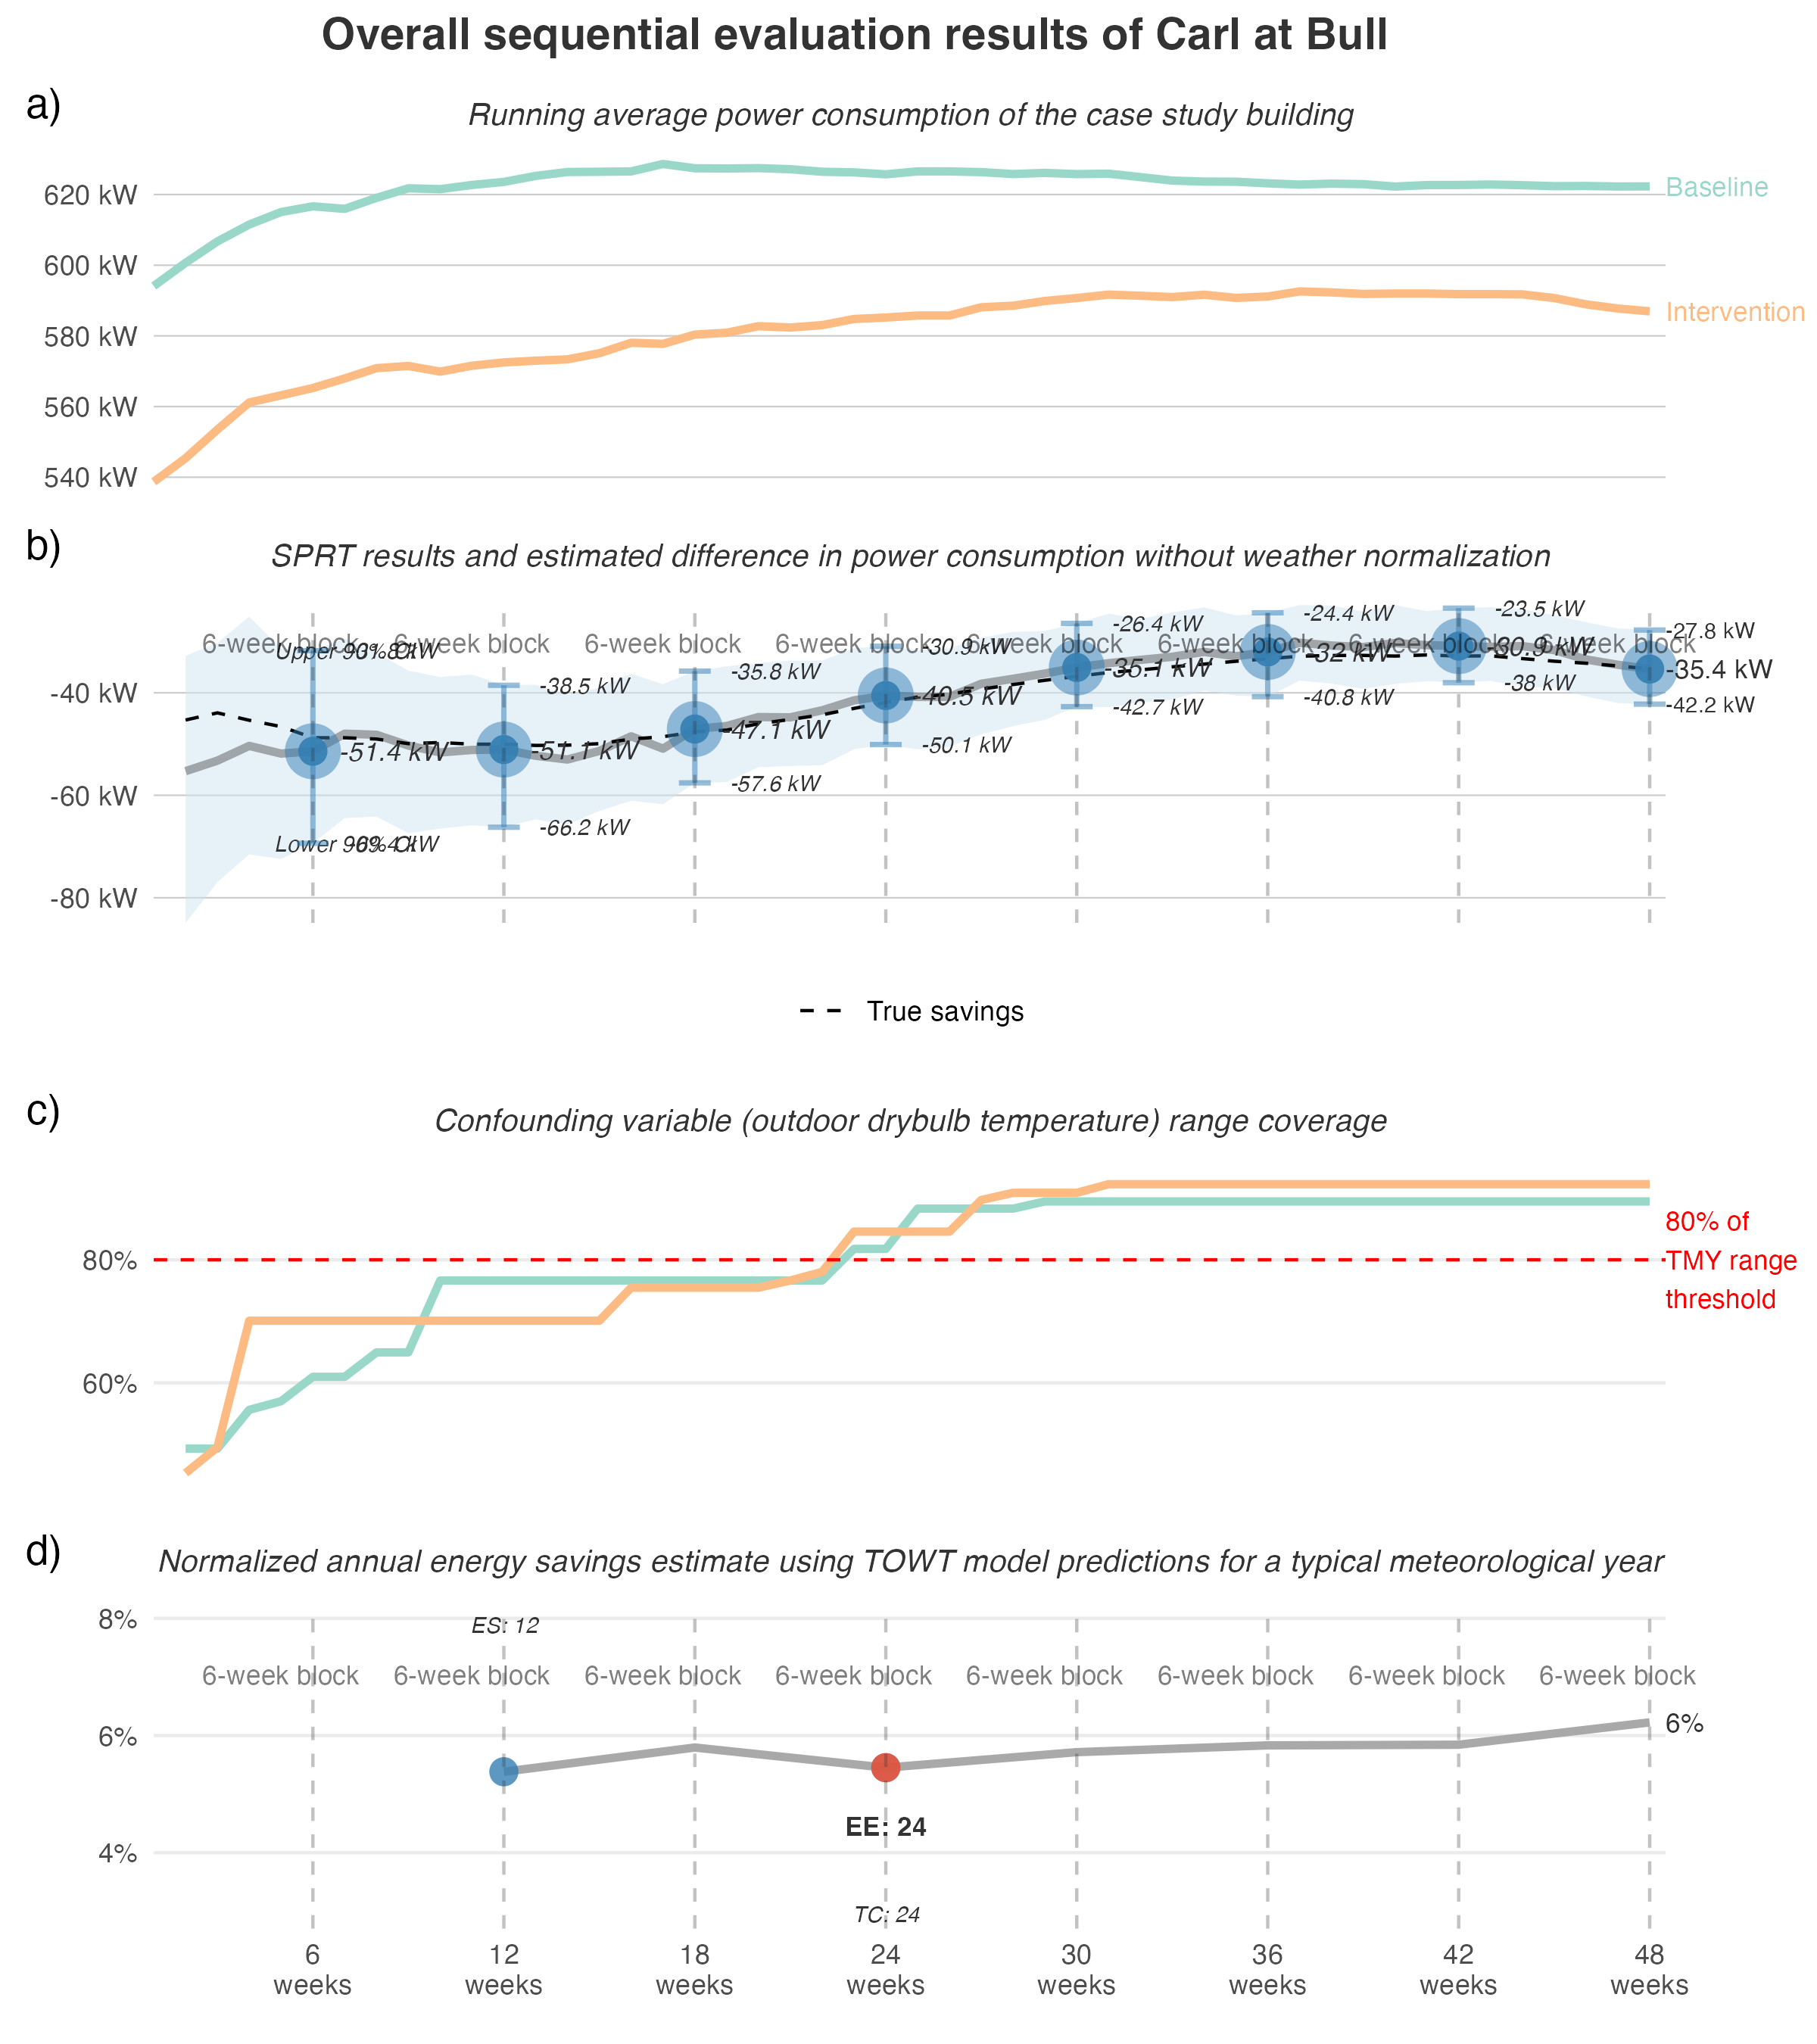 Overall sequential evaluation results of Carl at Bull
a)
Running average power consumption of the case study building
620 kW
600 kW
580 kW
560 kW
540 kW
Baseline
Intervention
b)
SPRT results and estimated difference in power consumption without weather normalization
6-week block
6-week block
6-week block
6-week block
6-week block
6-week block
6-week block
6-week block
-40 kW
-60 kW
-80 kW
Upper
Lower
-51.4 kW
-38.5 kW
-51.1 kW
-66.2 kW
-35.8 kW
-47.1 kW
-57.6 kW
-30.9 kW
-40.5 kW
-50.1 kW
-26.4 kW
-35.1 kW
-42.7 kW
-24.4 kW
-32 kW
-40.8 kW
-23.5 kW
-30.9 kW
-38 kW
-27.8 kW
-35.4 kW
-42.2 kW
True savings
c)
Confounding variable (outdoor drybulb temperature) range coverage
80%
60%
80% of
TMY range
threshold
d)
Normalized annual energy savings estimate using TOWT model predictions for a typical meteorological year
8%
6%
4%
ES: 12
6-week block
6-week block
6-week block
6-week block
6-week block
6-week block
6-week block
6-week block
6%
EE: 24
TC: 24
6
weeks
12
weeks
18
weeks
24
weeks
30
weeks
36
weeks
42
weeks
48
weeks